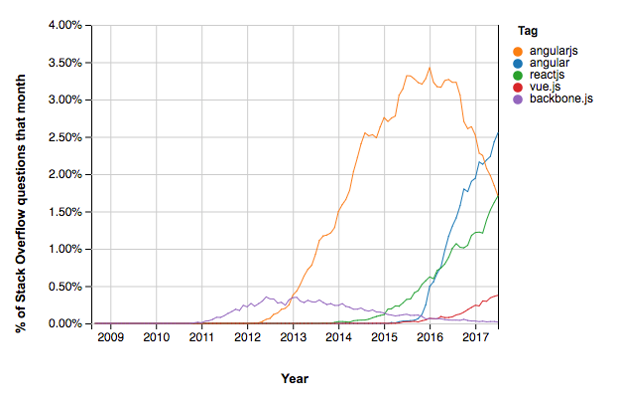 4.00%
3.50%
3.00%
2.50%
2.00%
1.50%
1.00%
0.50%
0.00%
% of Stack Overflow questions that month
2009 2010 2011 2012 2013 2014 2015 2016 2017
Year
Tag
angularjs
angular
reactjs
vue.js
backbone.js